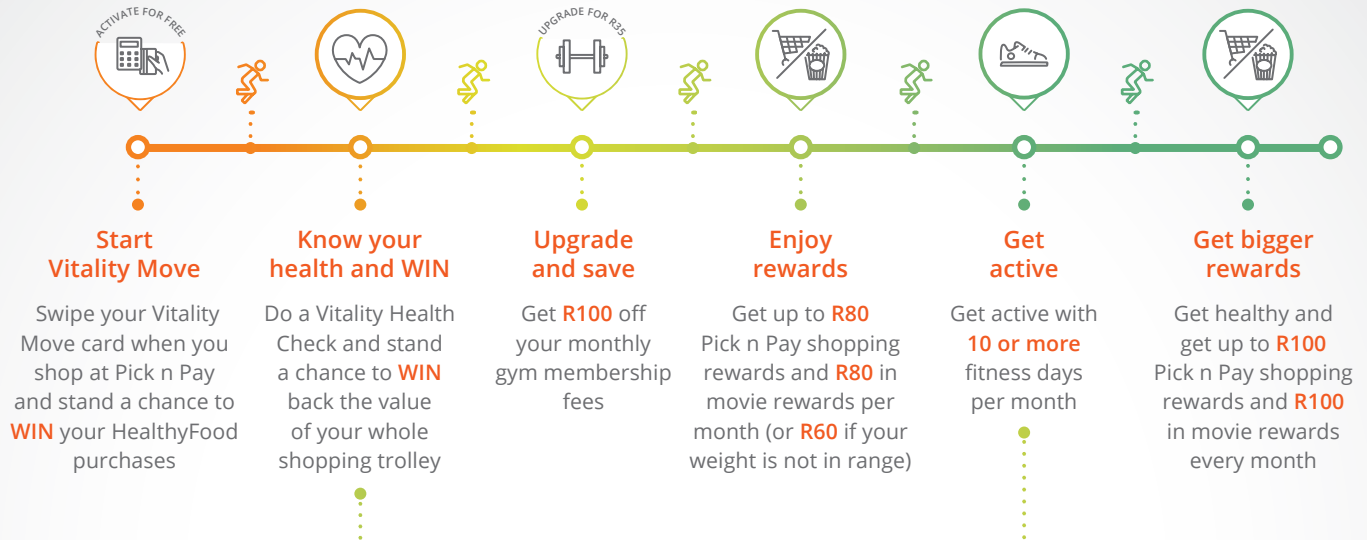 ACTIVATE FOR FREE
UPGRADE FOR R35
Start
Vitality Move
Swipe your Vitality
Move card when you
shop at Pick n Pay
and stand a chance to
WIN your HealthyFood
purchases
Know your
health and WIN
Do a Vitality Health
Check and stand
a chance to WIN
back the value
of your whole
shopping trolley
Upgrade
and save
Get R100 off
your monthly
gym membership
fees
Enjoy
rewards
Get up to R80
Pick n Pay shopping
rewards and R80 in
movie rewards per
month (or R60 if your
weight is not in range)
Get
active
Get active with
10 or more
fitness days
per month
Get bigger
rewards
Get healthy and
get up to R100
Pick n Pay shopping
rewards and R100
in movie rewards
every month